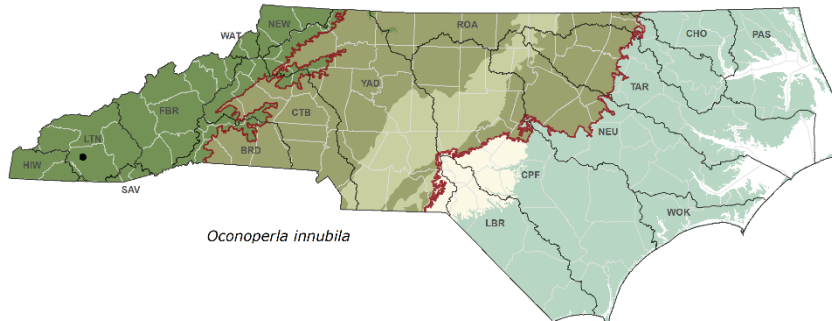 NEW
ROA
WAT
CHO
PAS
YAD
TAR
FBR
CTB
LTN
NEU
BRD
HIW
CPF
SAV
WOK
LBR
Oconoperla innubila